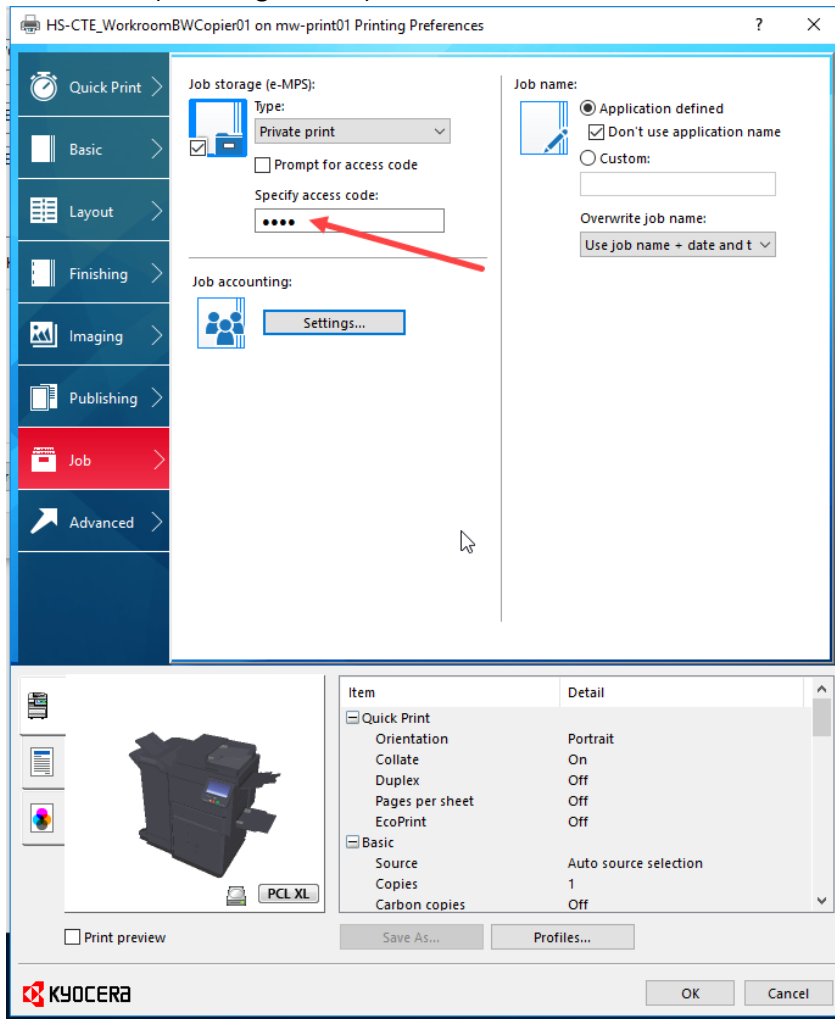 HS-CTE_WorkroomBWCopier01 on mw-print01 Printing Preferences
?
Quick Print
Basic
Layout
Finishing
Imaging
Publishing
Job
Advanced
Job storage (e-MPS):
Type:
Private print
Prompt for access code
Specify access code:
••••
Job accounting:
Settings...
Job name:
Application defined
Don't use application name
Custom:
Overwrite job name:
Use job name + date and t
PCL XL
Print preview
Item Detail
Quick Print
Orientation Portrait
Collate On
Duplex Off
Pages per sheet Off
EcoPrint Off
Basic
Source Auto source selection
Copies 1
Carbon copies Off
Save As... Profiles...
KYOCERA
OK Cancel